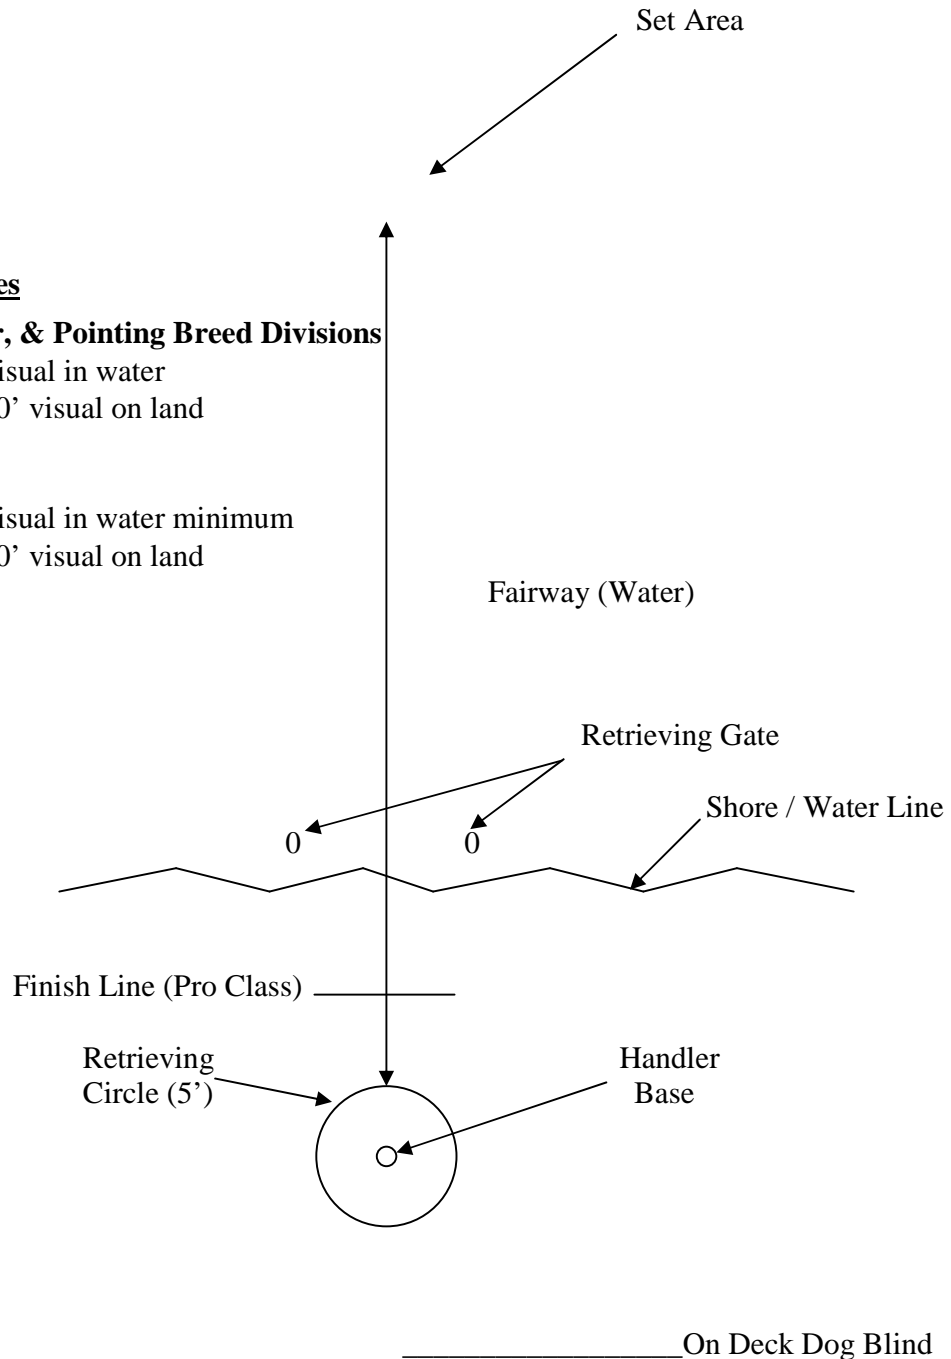 Set Area
es
r, & Pointing Breed Divisions
isual in water
0’ visual on land
isual in water minimum
0’ visual on land
Fairway (Water)
Retrieving Gate
Shore / Water Line
0 0
Finish Line (Pro Class)
Retrieving
Circle (5’)
Handler
Base
__________________On Deck Dog Blind